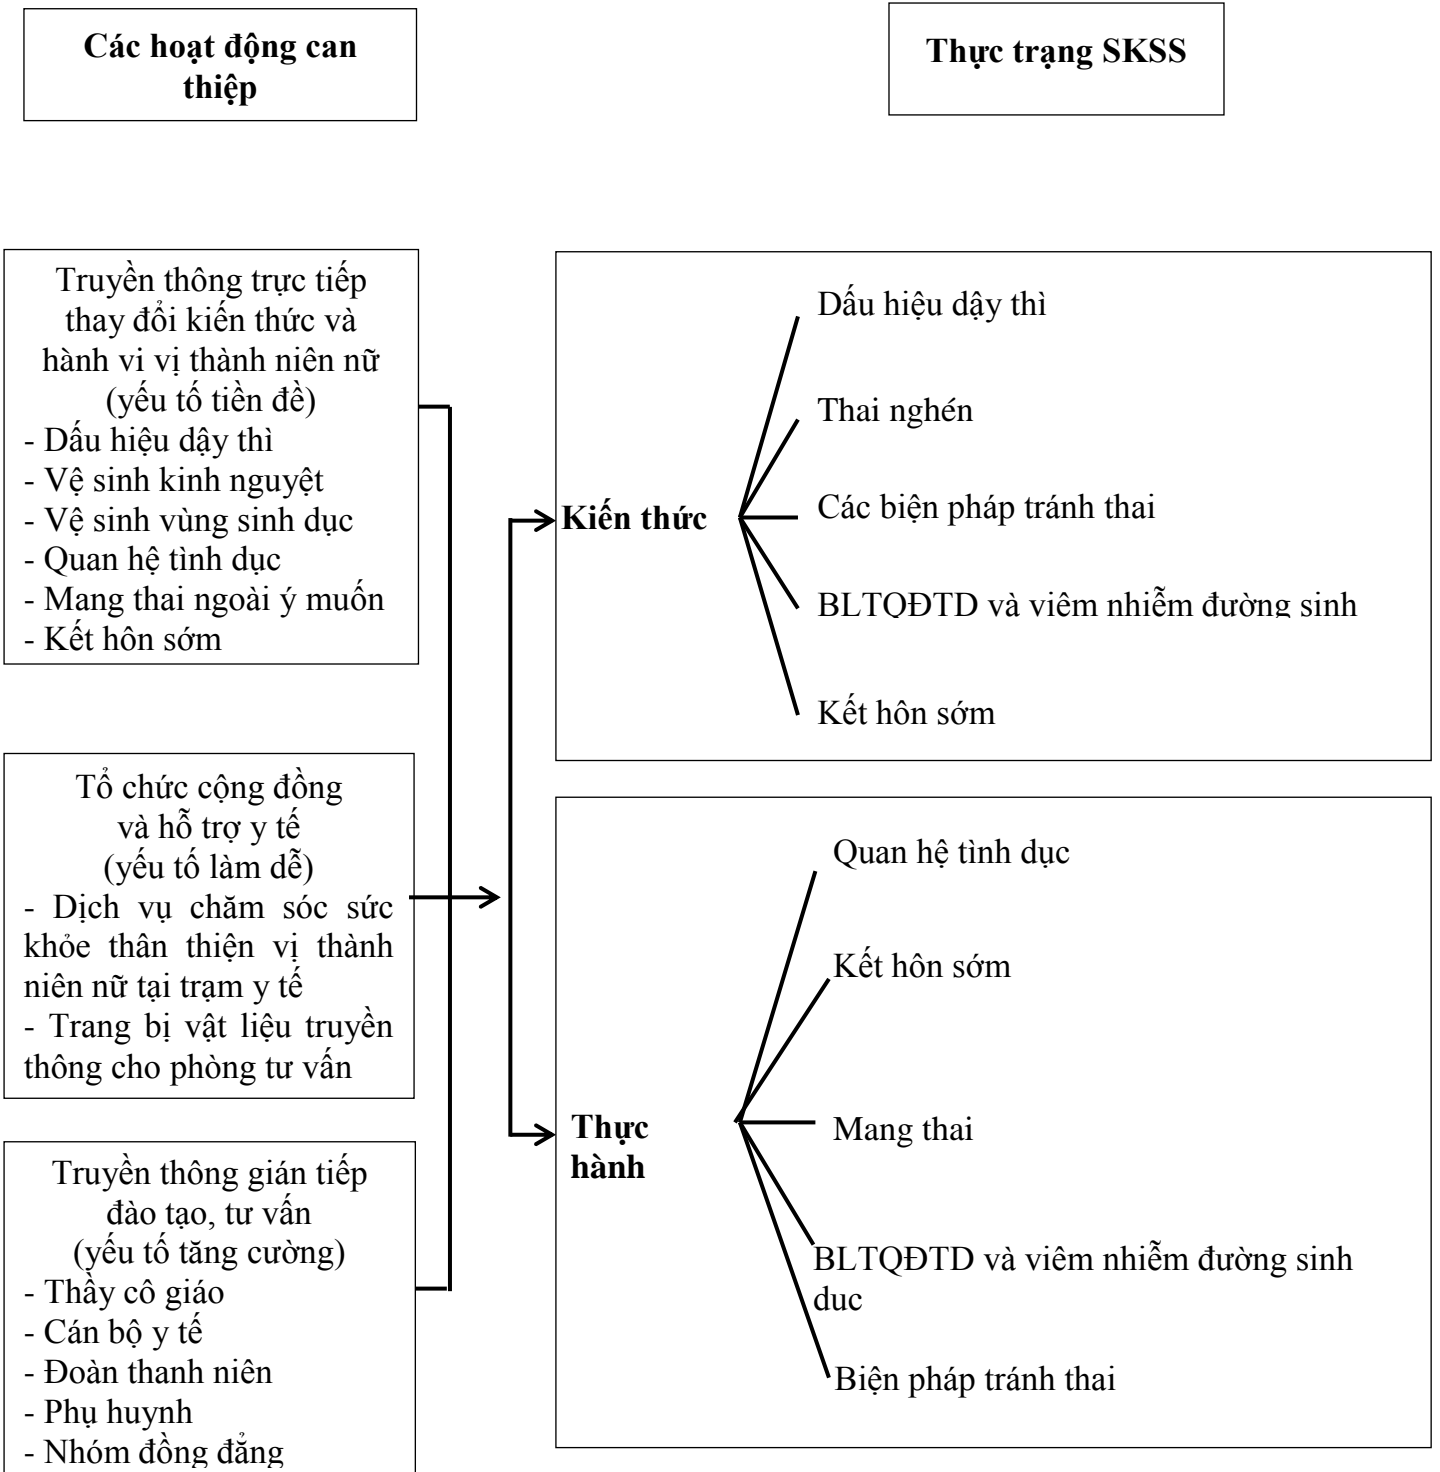 Các hoạt động can
thiệp
Thực trạng SKSS
Truyền thông trực tiếp
thay đổi kiến thức và
hành vi vị thành niên nữ
(yếu tố tiền đề)
- Dấu hiệu dậy thì
- Vệ sinh kinh nguyệt
- Vệ sinh vùng sinh dục
- Quan hệ tình dục
- Mang thai ngoài ý muốn
- Kết hôn sớm
Tổ chức cộng đồng
và hỗ trợ y tế
(yếu tố làm dễ)
- Dịch vụ chăm sóc sức
khỏe thân thiện vị thành
niên nữ tại trạm y tế
- Trang bị vật liệu truyền
thông cho phòng tư vấn
Truyền thông gián tiếp
đào tạo, tư vấn
(yếu tố tăng cường)
- Thầy cô giáo
- Cán bộ y tế
- Đoàn thanh niên
- Phụ huynh
- Nhóm đồng đẳng
Kiến thức
Dấu hiệu dậy thì
Thai nghén
Các biện pháp tránh thai
BLTQĐTD và viêm nhiễm đường sinh
Kết hôn sớm
Thực
hành
Quan hệ tình dục
Kết hôn sớm
Mang thai
BLTQĐTD và viêm nhiễm đường sinh
duc
Biện pháp tránh thai